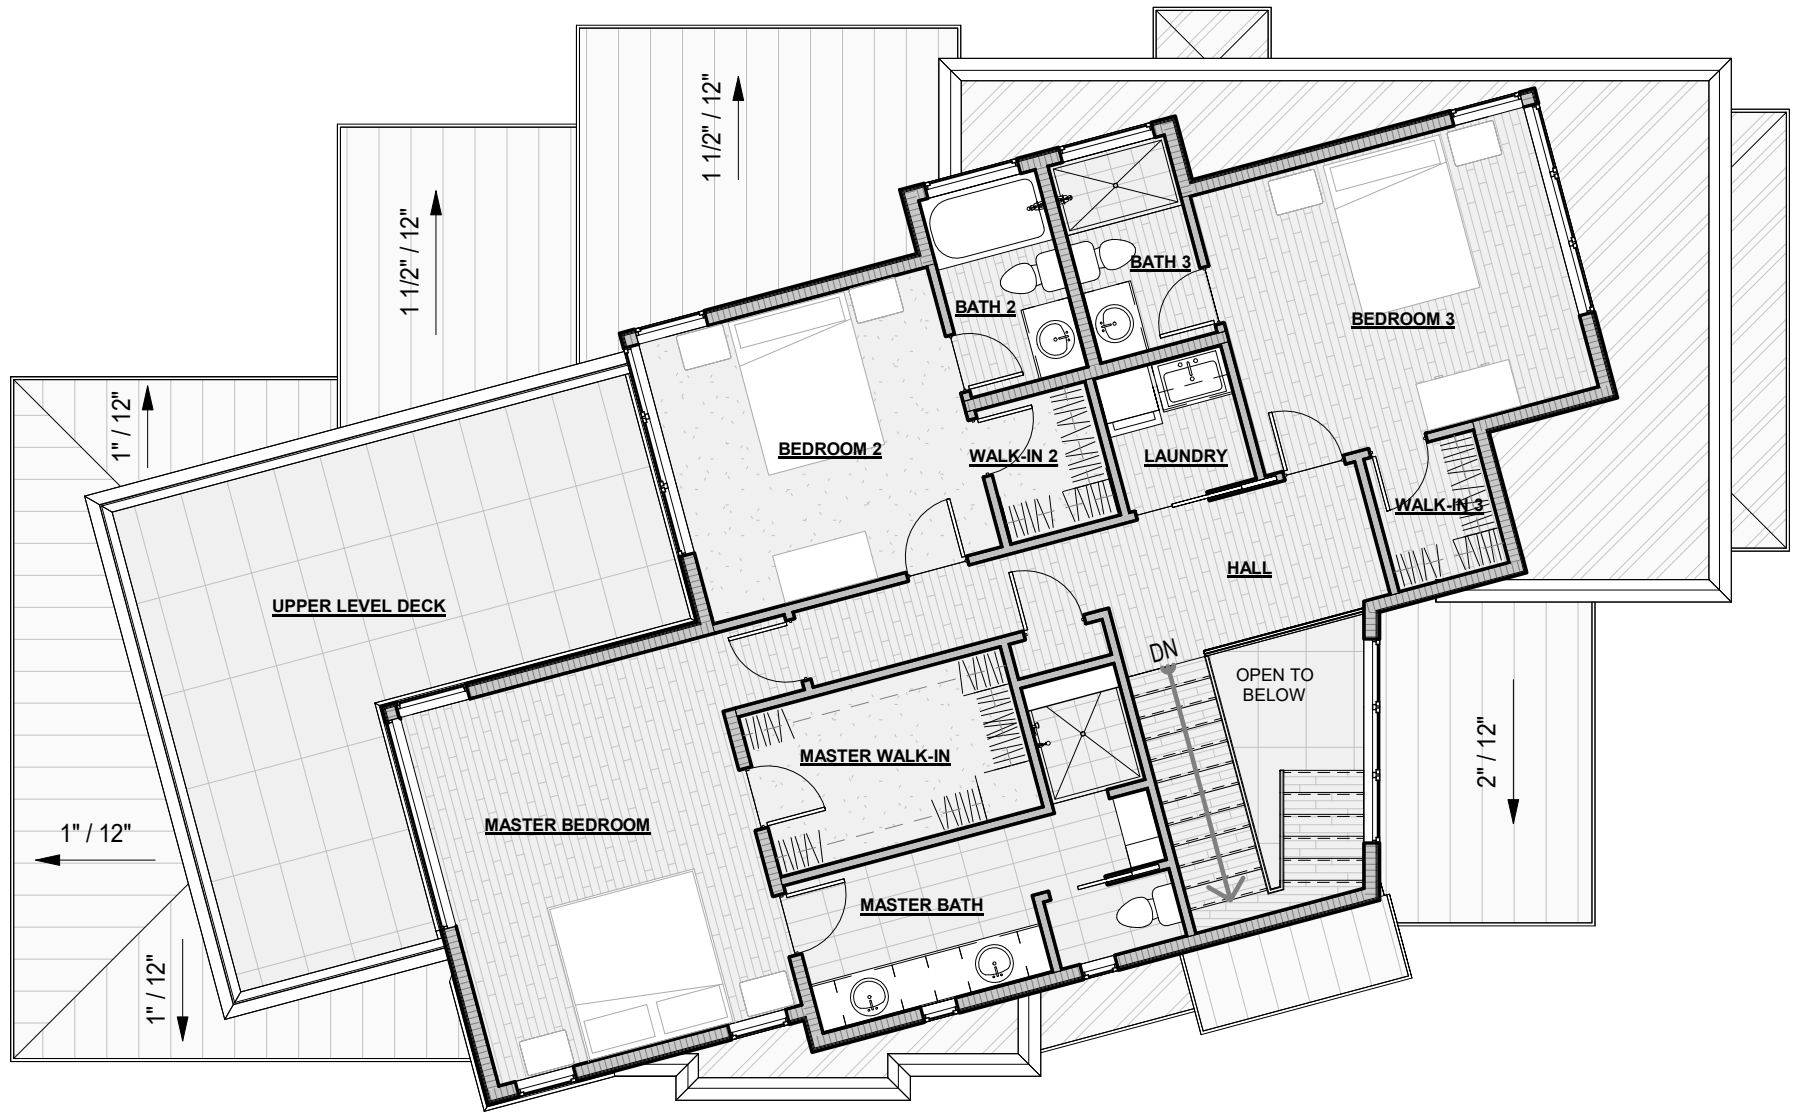 1 1/2" / 12"
1 1/2" / 12"
1" / 12"
1" / 12"
1" / 12"
2" / 12"
BATH 2
BATH 3
BEDROOM 3
BEDROOM 2
WALK-IN 2
LAUNDRY
WALK-IN 3
HALL
UPPER LEVEL DECK
DN
OPEN TO
BELOW
MASTER WALK-IN
MASTER BEDROOM
MASTER BATH